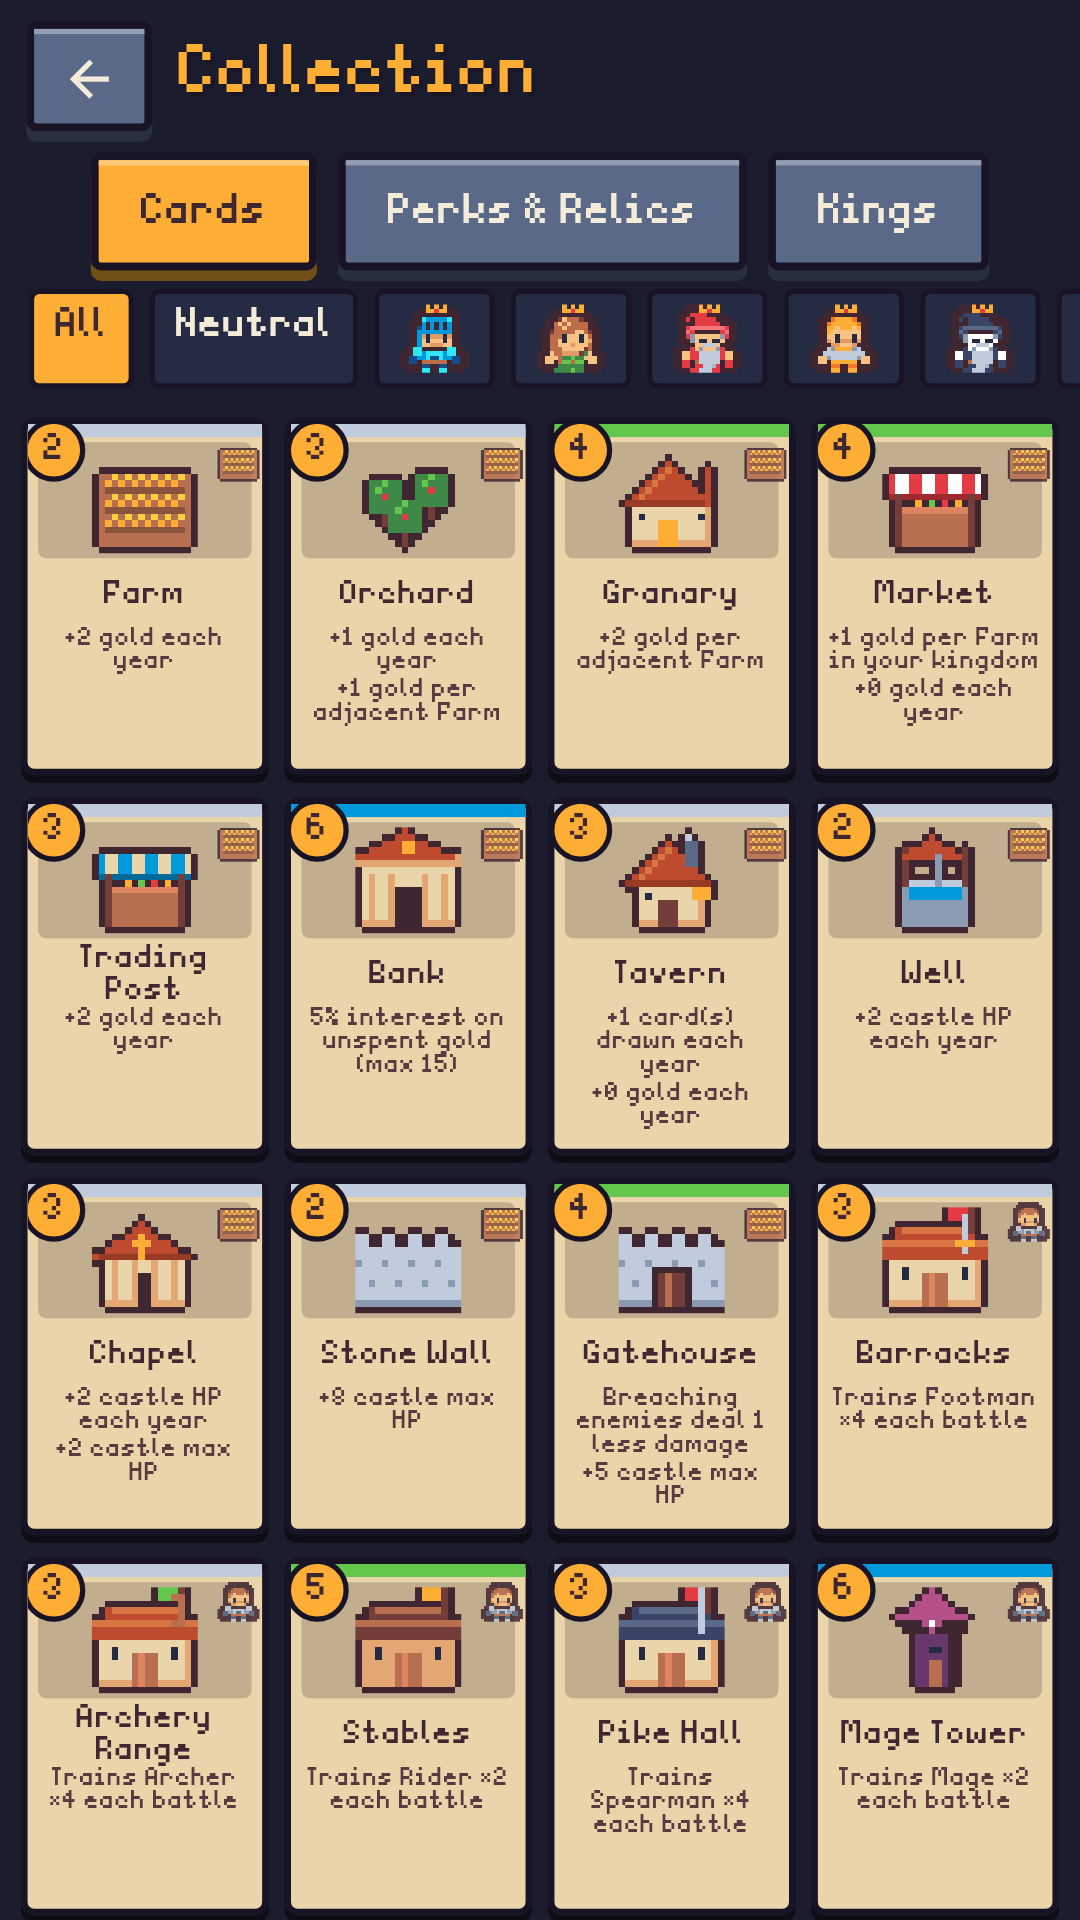 Collection
Cards
Perks & Relics
Kings
All
Neutral
2
3
4
4
Farm
Orchard
Granary
Market
+2 gold each
year
+1 gold each
year
+1 gold per
adjacent Farm
+2 gold per
adjacent Farm
+1 gold per Farm
in your kingdom
+0 gold each
year
3
6
3
2
Trading
Post
Bank
Tavern
Well
+2 gold each
year
5% interest on
unspent gold
(max 15)
+1 card(s)
drawn each
year
+0 gold each
year
+2 castle HP
each year
3
2
4
3
Chapel
Stone Wall
Gatehouse
Barracks
+2 castle HP
each year
+2 castle max
HP
+8 castle max
HP
Breaching
enemies deal 1
less damage
+5 castle max
HP
Trains Footman
×4 each battle
3
5
3
6
Archery
Range
Stables
Pike Hall
Mage Tower
Trains Archer
×4 each battle
Trains Rider ×2
each battle
Trains
Spearman ×4
each battle
Trains Mage ×2
each battle